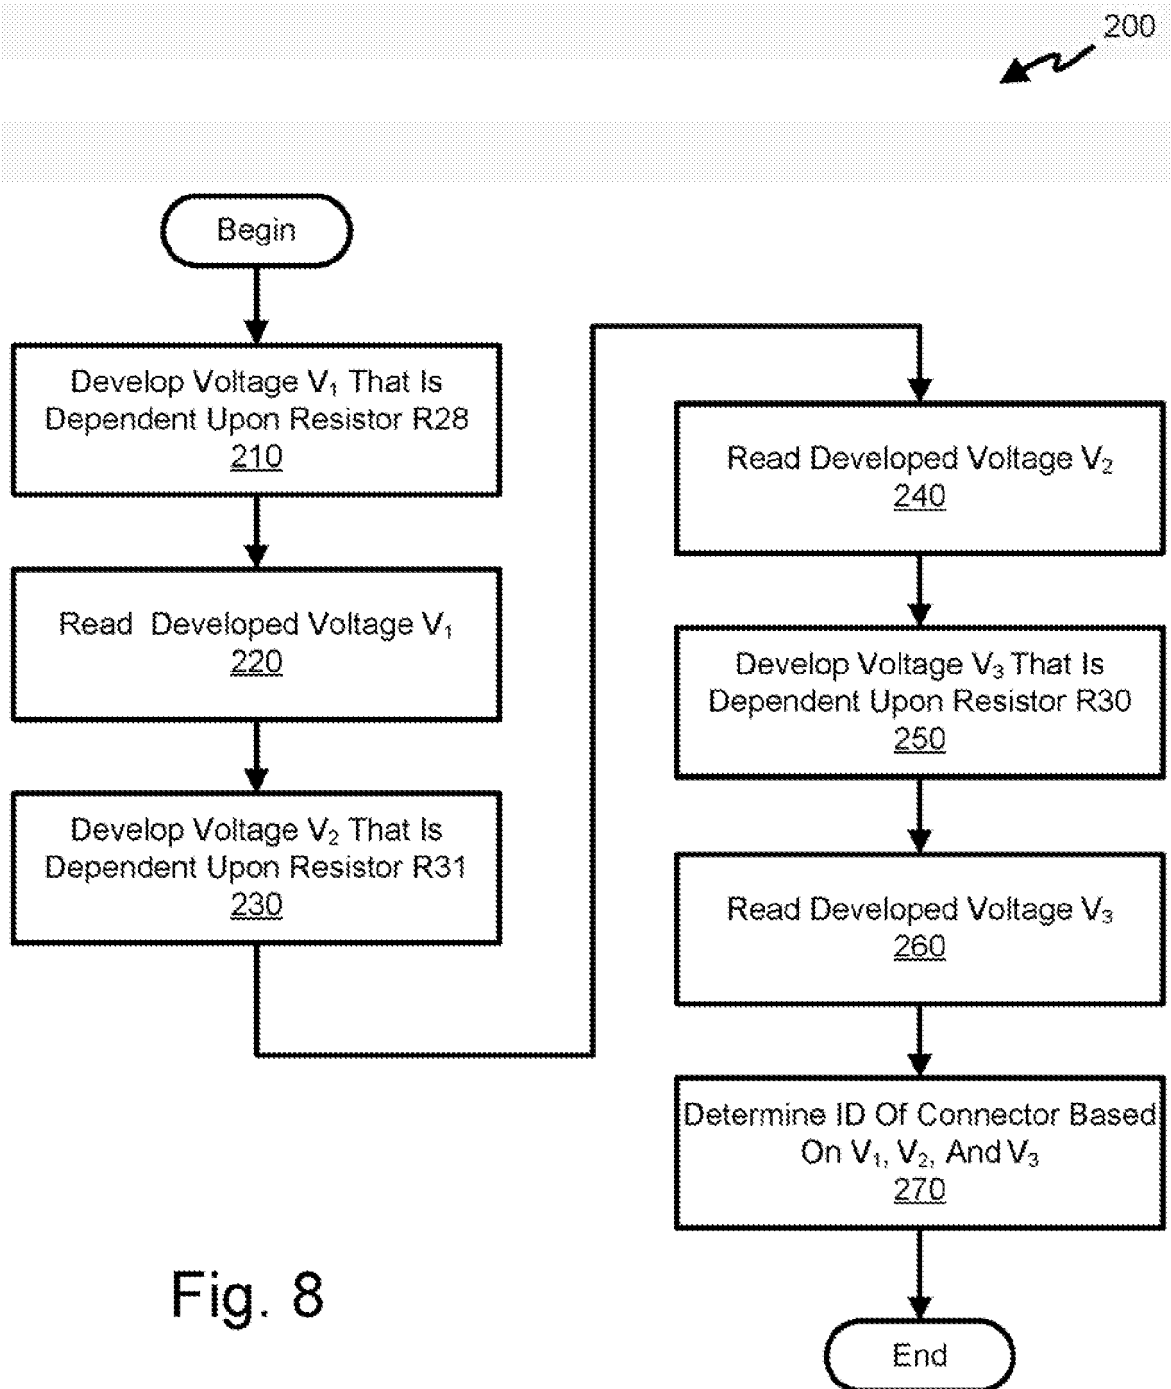 200
Begin
Develop Voltage V₁ That Is
Dependent Upon Resistor R28
210
Read Developed Voltage V₁
220
Develop Voltage V₂ That Is
Dependent Upon Resistor R31
230
Read Developed Voltage V₂
240
Develop Voltage V₃ That Is
Dependent Upon Resistor R30
250
Read Developed Voltage V₃
260
Determine ID Of Connector Based
On V₁, V₂, And V₃
270
End
Fig. 8